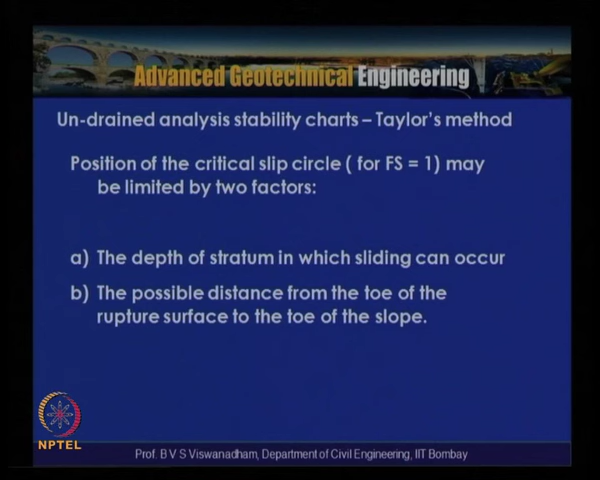 Advanced Geotechnical Engineering
Un-drained analysis stability charts – Taylor's method
Position of the critical slip circle ( for FS = 1) may
be limited by two factors:
a) The depth of stratum in which sliding can occur
b) The possible distance from the toe of the
rupture surface to the toe of the slope.
NPTEL
Prof. B V S Viswanadham, Department of Civil Engineering, IIT Bombay